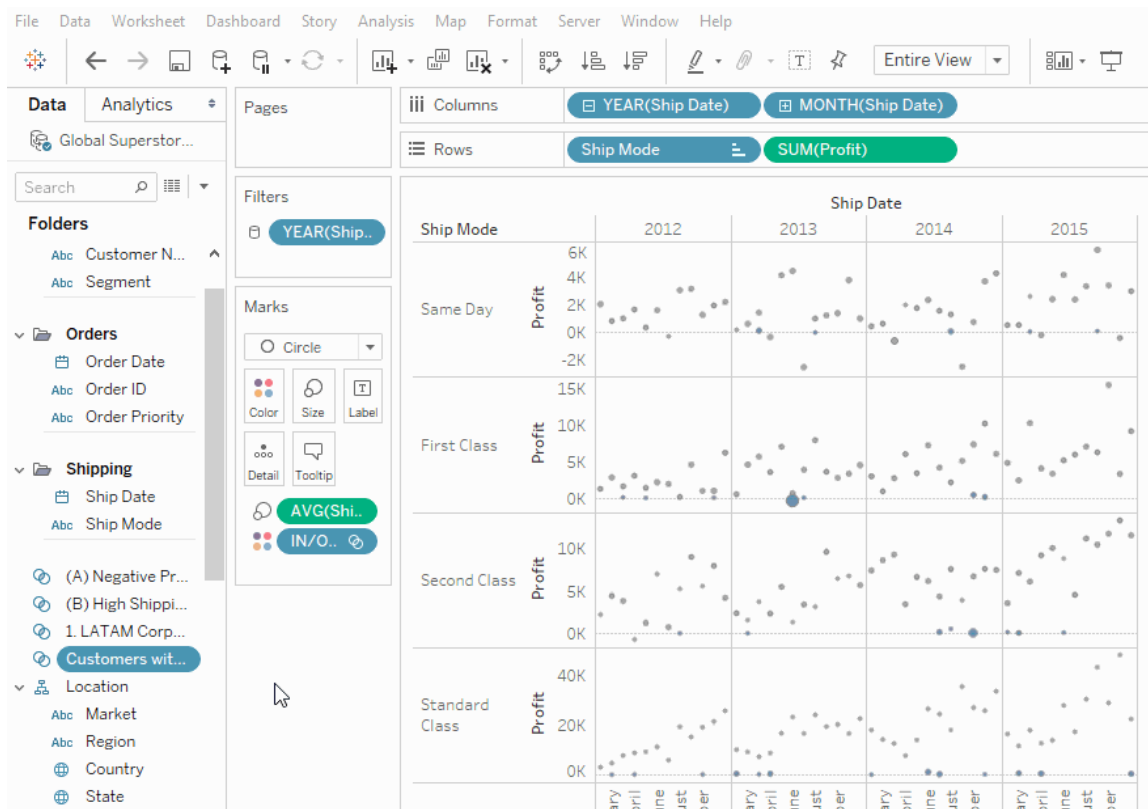 File Data Worksheet Dashboard Story Analysis Map Format Server Window Help
Entire View
Data Analytics
Global Superstor...
Search
Folders
Abc Customer N...
Abc Segment
Orders
Order Date
Abc Order ID
Abc Order Priority
Shipping
Ship Date
Abc Ship Mode
(A) Negative Pr...
(B) High Shippi...
1. LATAM Corp...
Customers wit...
Location
Abc Market
Abc Region
Country
State
Pages
Filters
YEAR(Ship..
Marks
Circle
Color Size Label
Detail Tooltip
AVG(Shi..
IN/O..
Columns YEAR(Ship Date) MONTH(Ship Date)
Rows Ship Mode SUM(Profit)
Ship Date
Ship Mode 2012 2013 2014 2015
Same Day
Profit
6K
4K
2K
0K
-2K
First Class
Profit
15K
10K
5K
0K
Second Class
Profit
10K
5K
0K
Standard
Class
Profit
40K
20K
0K